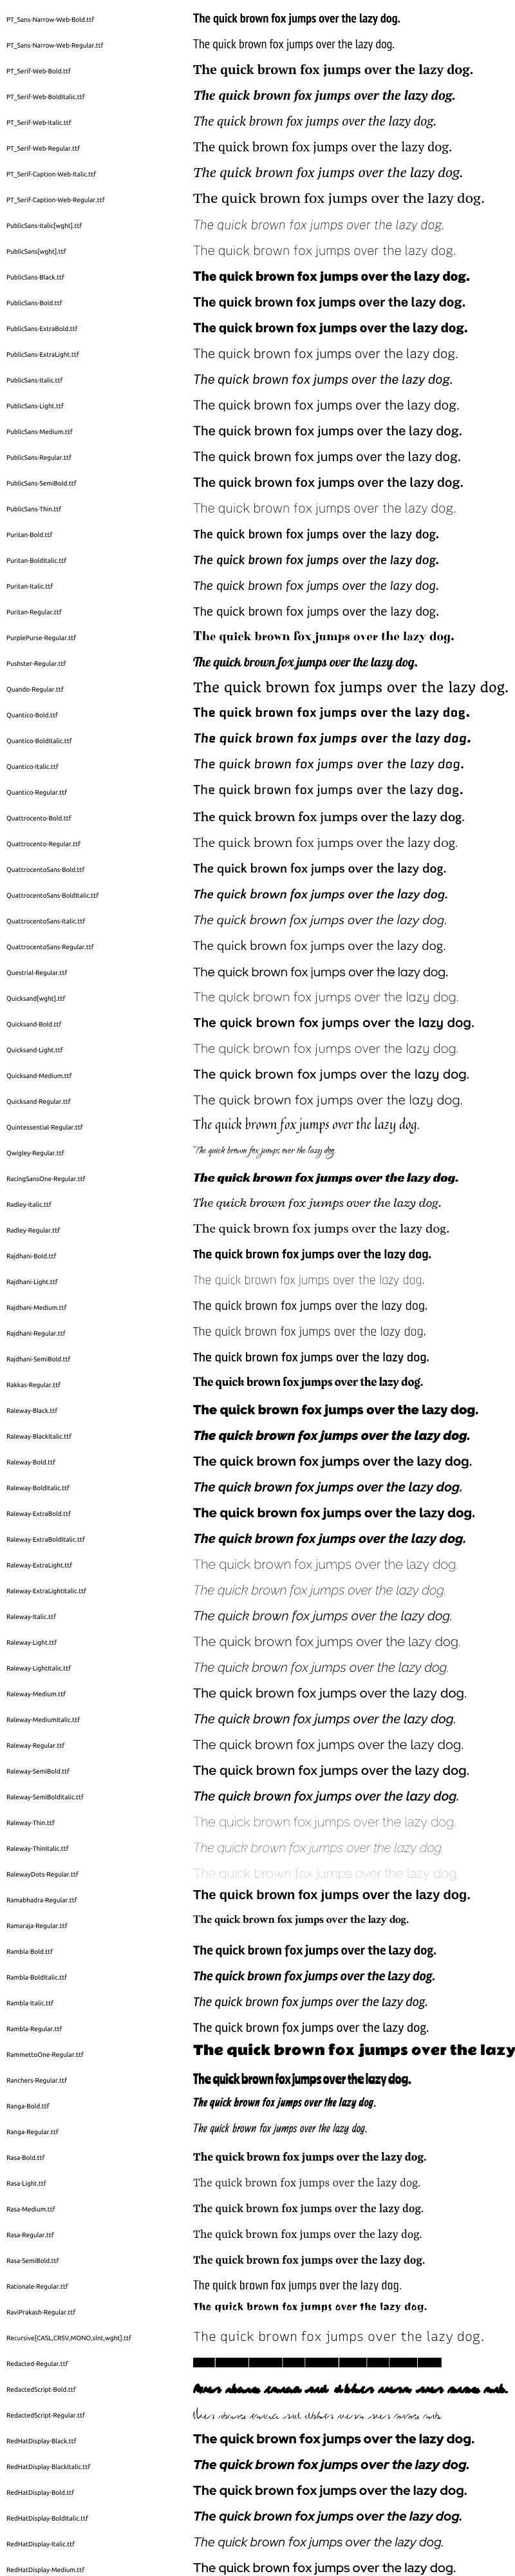 PT_Sans-Narrow-Web-Bold.ttf The quick brown fox jumps over the lazy dog.
PT_Sans-Narrow-Web-Regular.ttf The quick brown fox jumps over the lazy dog.
PT_Serif-Web-Bold.ttf The quick brown fox jumps over the lazy dog.
PT_Serif-Web-BoldItalic.ttf The quick brown fox jumps over the lazy dog.
PT_Serif-Web-Italic.ttf The quick brown fox jumps over the lazy dog.
PT_Serif-Web-Regular.ttf The quick brown fox jumps over the lazy dog.
PT_Serif-Caption-Web-Italic.ttf The quick brown fox jumps over the lazy dog.
PT_Serif-Caption-Web-Regular.ttf The quick brown fox jumps over the lazy dog.
PublicSans-Italic[wght].ttf The quick brown fox jumps over the lazy dog.
PublicSans[wght].ttf The quick brown fox jumps over the lazy dog.
PublicSans-Black.ttf The quick brown fox jumps over the lazy dog.
PublicSans-Bold.ttf The quick brown fox jumps over the lazy dog.
PublicSans-ExtraBold.ttf The quick brown fox jumps over the lazy dog.
PublicSans-ExtraLight.ttf The quick brown fox jumps over the lazy dog.
PublicSans-Italic.ttf The quick brown fox jumps over the lazy dog.
PublicSans-Light.ttf The quick brown fox jumps over the lazy dog.
PublicSans-Medium.ttf The quick brown fox jumps over the lazy dog.
PublicSans-Regular.ttf The quick brown fox jumps over the lazy dog.
PublicSans-SemiBold.ttf The quick brown fox jumps over the lazy dog.
PublicSans-Thin.ttf The quick brown fox jumps over the lazy dog.
Puritan-Bold.ttf The quick brown fox jumps over the lazy dog.
Puritan-BoldItalic.ttf The quick brown fox jumps over the lazy dog.
Puritan-Italic.ttf The quick brown fox jumps over the lazy dog.
Puritan-Regular.ttf The quick brown fox jumps over the lazy dog.
PurplePurse-Regular.ttf The quick brown fox jumps over the lazy dog.
Pushster-Regular.ttf The quick brown fox jumps over the lazy dog.
Quando-Regular.ttf The quick brown fox jumps over the lazy dog.
Quantico-Bold.ttf The quick brown fox jumps over the lazy dog.
Quantico-BoldItalic.ttf The quick brown fox jumps over the lazy dog.
Quantico-Italic.ttf The quick brown fox jumps over the lazy dog.
Quantico-Regular.ttf The quick brown fox jumps over the lazy dog.
Quattrocento-Bold.ttf The quick brown fox jumps over the lazy dog.
Quattrocento-Regular.ttf The quick brown fox jumps over the lazy dog.
QuattrocentoSans-Bold.ttf The quick brown fox jumps over the lazy dog.
QuattrocentoSans-BoldItalic.ttf The quick brown fox jumps over the lazy dog.
QuattrocentoSans-Italic.ttf The quick brown fox jumps over the lazy dog.
QuattrocentoSans-Regular.ttf The quick brown fox jumps over the lazy dog.
Questrial-Regular.ttf The quick brown fox jumps over the lazy dog.
Quicksand[wght].ttf The quick brown fox jumps over the lazy dog.
Quicksand-Bold.ttf The quick brown fox jumps over the lazy dog.
Quicksand-Light.ttf The quick brown fox jumps over the lazy dog.
Quicksand-Medium.ttf The quick brown fox jumps over the lazy dog.
Quicksand-Regular.ttf The quick brown fox jumps over the lazy dog.
Quintessential-Regular.ttf The quick brown fox jumps over the lazy dog.
Qwigley-Regular.ttf The quick brown fox jumps over the lazy dog.
RacingSansOne-Regular.ttf The quick brown fox jumps over the lazy dog.
Radley-Italic.ttf The quick brown fox jumps over the lazy dog.
Radley-Regular.ttf The quick brown fox jumps over the lazy dog.
Rajdhani-Bold.ttf The quick brown fox jumps over the lazy dog.
Rajdhani-Light.ttf The quick brown fox jumps over the lazy dog.
Rajdhani-Medium.ttf The quick brown fox jumps over the lazy dog.
Rajdhani-Regular.ttf The quick brown fox jumps over the lazy dog.
Rajdhani-SemiBold.ttf The quick brown fox jumps over the lazy dog.
Rakkas-Regular.ttf The quick brown fox jumps over the lazy dog.
Raleway-Black.ttf The quick brown fox jumps over the lazy dog.
Raleway-BlackItalic.ttf The quick brown fox jumps over the lazy dog.
Raleway-Bold.ttf The quick brown fox jumps over the lazy dog.
Raleway-BoldItalic.ttf The quick brown fox jumps over the lazy dog.
Raleway-ExtraBold.ttf The quick brown fox jumps over the lazy dog.
Raleway-ExtraBoldItalic.ttf The quick brown fox jumps over the lazy dog.
Raleway-ExtraLight.ttf The quick brown fox jumps over the lazy dog.
Raleway-ExtraLightItalic.ttf The quick brown fox jumps over the lazy dog.
Raleway-Italic.ttf The quick brown fox jumps over the lazy dog.
Raleway-Light.ttf The quick brown fox jumps over the lazy dog.
Raleway-LightItalic.ttf The quick brown fox jumps over the lazy dog.
Raleway-Medium.ttf The quick brown fox jumps over the lazy dog.
Raleway-MediumItalic.ttf The quick brown fox jumps over the lazy dog.
Raleway-Regular.ttf The quick brown fox jumps over the lazy dog.
Raleway-SemiBold.ttf The quick brown fox jumps over the lazy dog.
Raleway-SemiBoldItalic.ttf The quick brown fox jumps over the lazy dog.
Raleway-Thin.ttf The quick brown fox jumps over the lazy dog.
Raleway-ThinItalic.ttf The quick brown fox jumps over the lazy dog.
RalewayDots-Regular.ttf The quick brown fox jumps over the lazy dog.
Ramabhadra-Regular.ttf The quick brown fox jumps over the lazy dog.
Ramaraja-Regular.ttf The quick brown fox jumps over the lazy dog.
Rambla-Bold.ttf The quick brown fox jumps over the lazy dog.
Rambla-BoldItalic.ttf The quick brown fox jumps over the lazy dog.
Rambla-Italic.ttf The quick brown fox jumps over the lazy dog.
Rambla-Regular.ttf The quick brown fox jumps over the lazy dog.
RammettoOne-Regular.ttf The quick brown fox jumps over the lazy
Ranchers-Regular.ttf The quick brown fox jumps over the lazy dog.
Ranga-Bold.ttf The quick brown fox jumps over the lazy dog.
Ranga-Regular.ttf The quick brown fox jumps over the lazy dog.
Rasa-Bold.ttf The quick brown fox jumps over the lazy dog.
Rasa-Light.ttf The quick brown fox jumps over the lazy dog.
Rasa-Medium.ttf The quick brown fox jumps over the lazy dog.
Rasa-Regular.ttf The quick brown fox jumps over the lazy dog.
Rasa-SemiBold.ttf The quick brown fox jumps over the lazy dog.
Rationale-Regular.ttf The quick brown fox jumps over the lazy dog.
RaviPrakash-Regular.ttf The quick brown fox jumps over the lazy dog.
Recursive[CASL,CRSV,MONO,slnt,wght].ttf The quick brown fox jumps over the lazy dog.
Redacted-Regular.ttf
RedactedScript-Bold.ttf
RedactedScript-Regular.ttf
RedHatDisplay-Black.ttf The quick brown fox jumps over the lazy dog.
RedHatDisplay-BlackItalic.ttf The quick brown fox jumps over the lazy dog.
RedHatDisplay-Bold.ttf The quick brown fox jumps over the lazy dog.
RedHatDisplay-BoldItalic.ttf The quick brown fox jumps over the lazy dog.
RedHatDisplay-Italic.ttf The quick brown fox jumps over the lazy dog.
RedHatDisplay-Medium.ttf The quick brown fox jumps over the lazy dog.